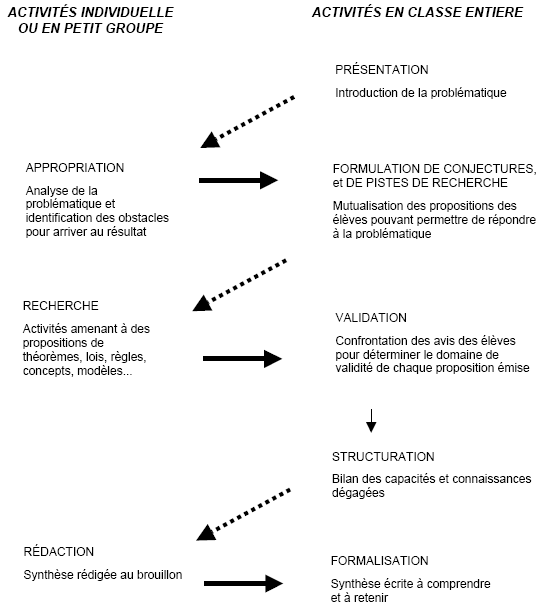 ACTIVITÉS INDIVIDUELLE
OU EN PETIT GROUPE
ACTIVITÉS EN CLASSE ENTIERE
PRÉSENTATION
Introduction de la problématique
APPROPRIATION
Analyse de la
problématique et
identification des obstacles
pour arriver au résultat
FORMULATION DE CONJECTURES,
et DE PISTES DE RECHERCHE
Mutualisation des propositions des
élèves pouvant permettre de répondre
à la problématique
RECHERCHE
Activités amenant à des
propositions de
théorèmes, lois, règles,
concepts, modèles...
VALIDATION
Confrontation des avis des élèves
pour déterminer le domaine de
validité de chaque proposition émise
STRUCTURATION
Bilan des capacités et connaissances
dégagées
RÉDACTION
Synthèse rédigée au brouillon
FORMALISATION
Synthèse écrite à comprendre
et à retenir